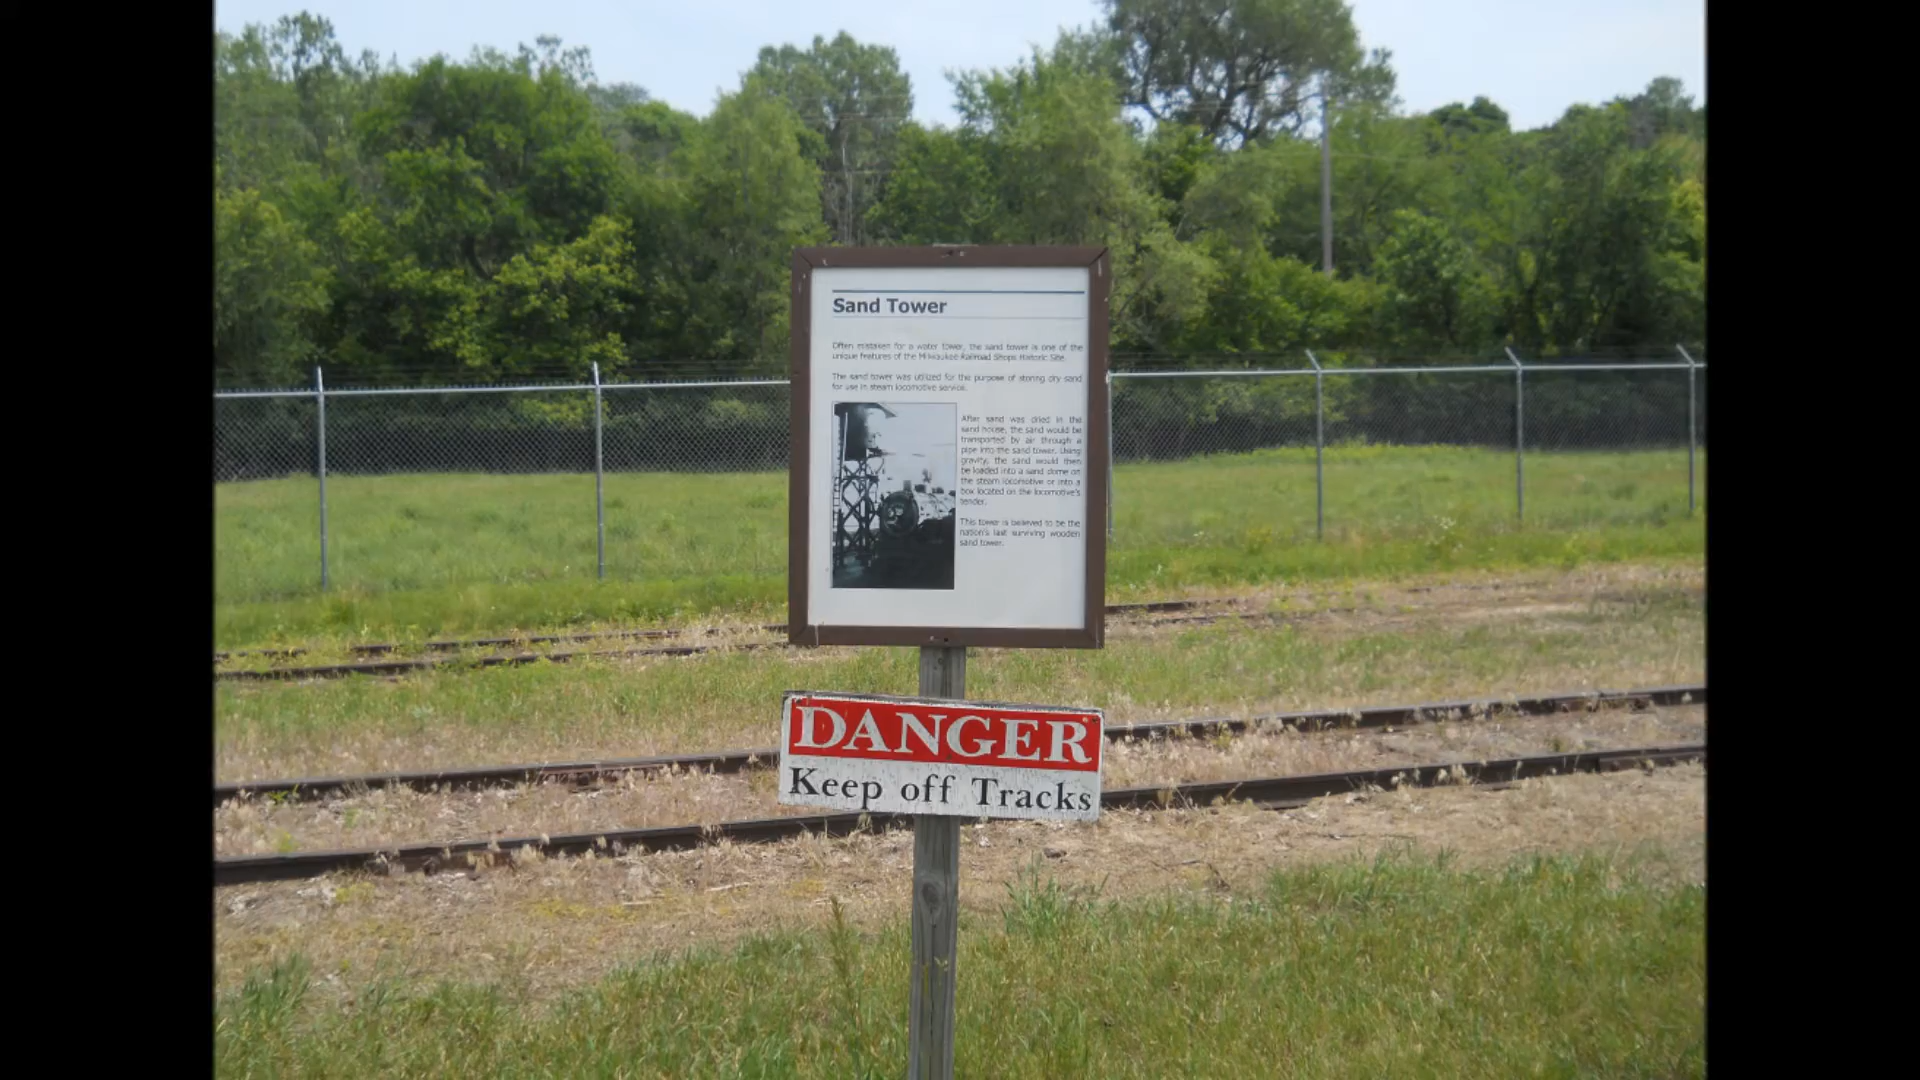 Sand Tower
Often mistaken for a water tower, the sand tower is one of the
unique features of the Milwaukee Railroad Shops Historic Site.
The sand tower was utilized for the purpose of storing dry sand
for use in steam locomotive service.
After sand was dried in the
sand house, the sand would be
transported by air through a
pipe into the sand tower. Using
gravity, the sand would then
be loaded into a sand dome on
the steam locomotive or into a
box located on the locomotive's
tender.
This tower is believed to be the
nation's last surviving wooden
sand tower.
DANGER
Keep off Tracks